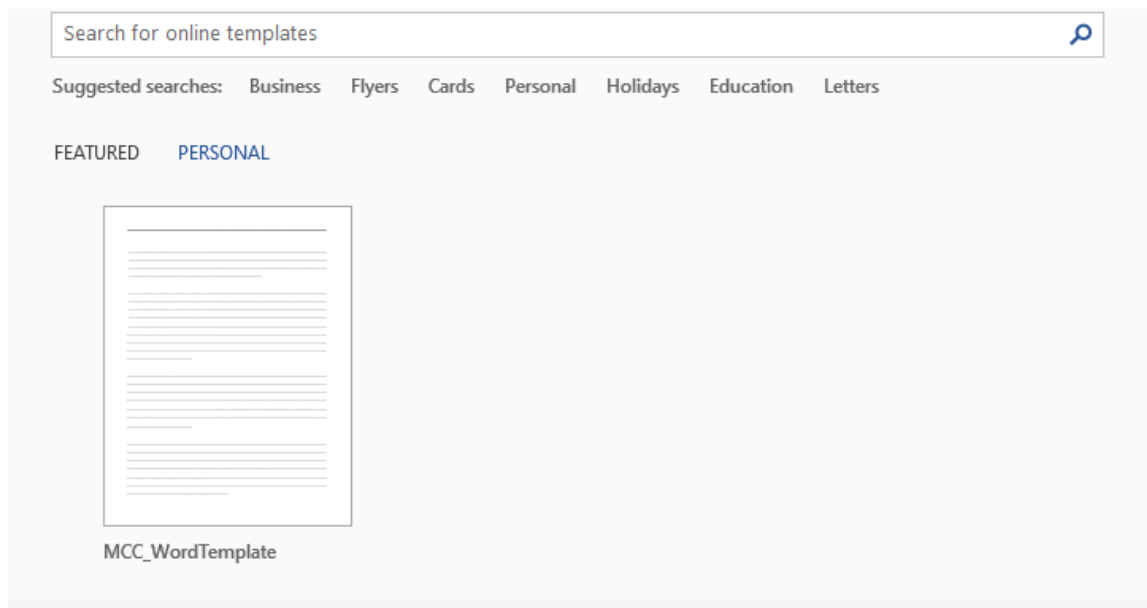 Search for online templates
Suggested searches: Business Flyers Cards Personal Holidays Education Letters
FEATURED PERSONAL
MCC_WordTemplate